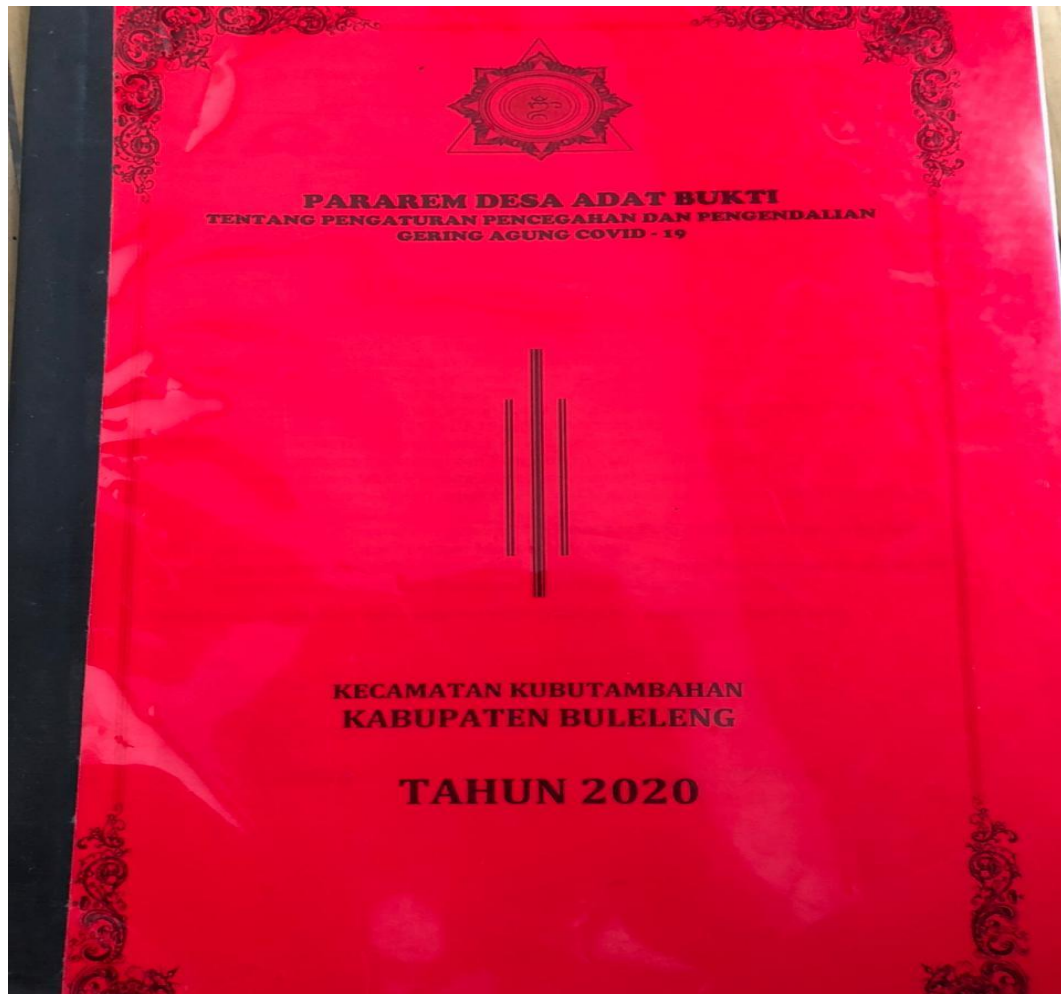 PARAREM DESA ADAT BUKTI
TENTANG PENGATURAN PENCEGAHAN DAN PENGENDALIAN
GERING AGUNG COVID - 19
KECAMATAN KUBUTAMBAHAN
KABUPATEN BULELENG
TAHUN 2020